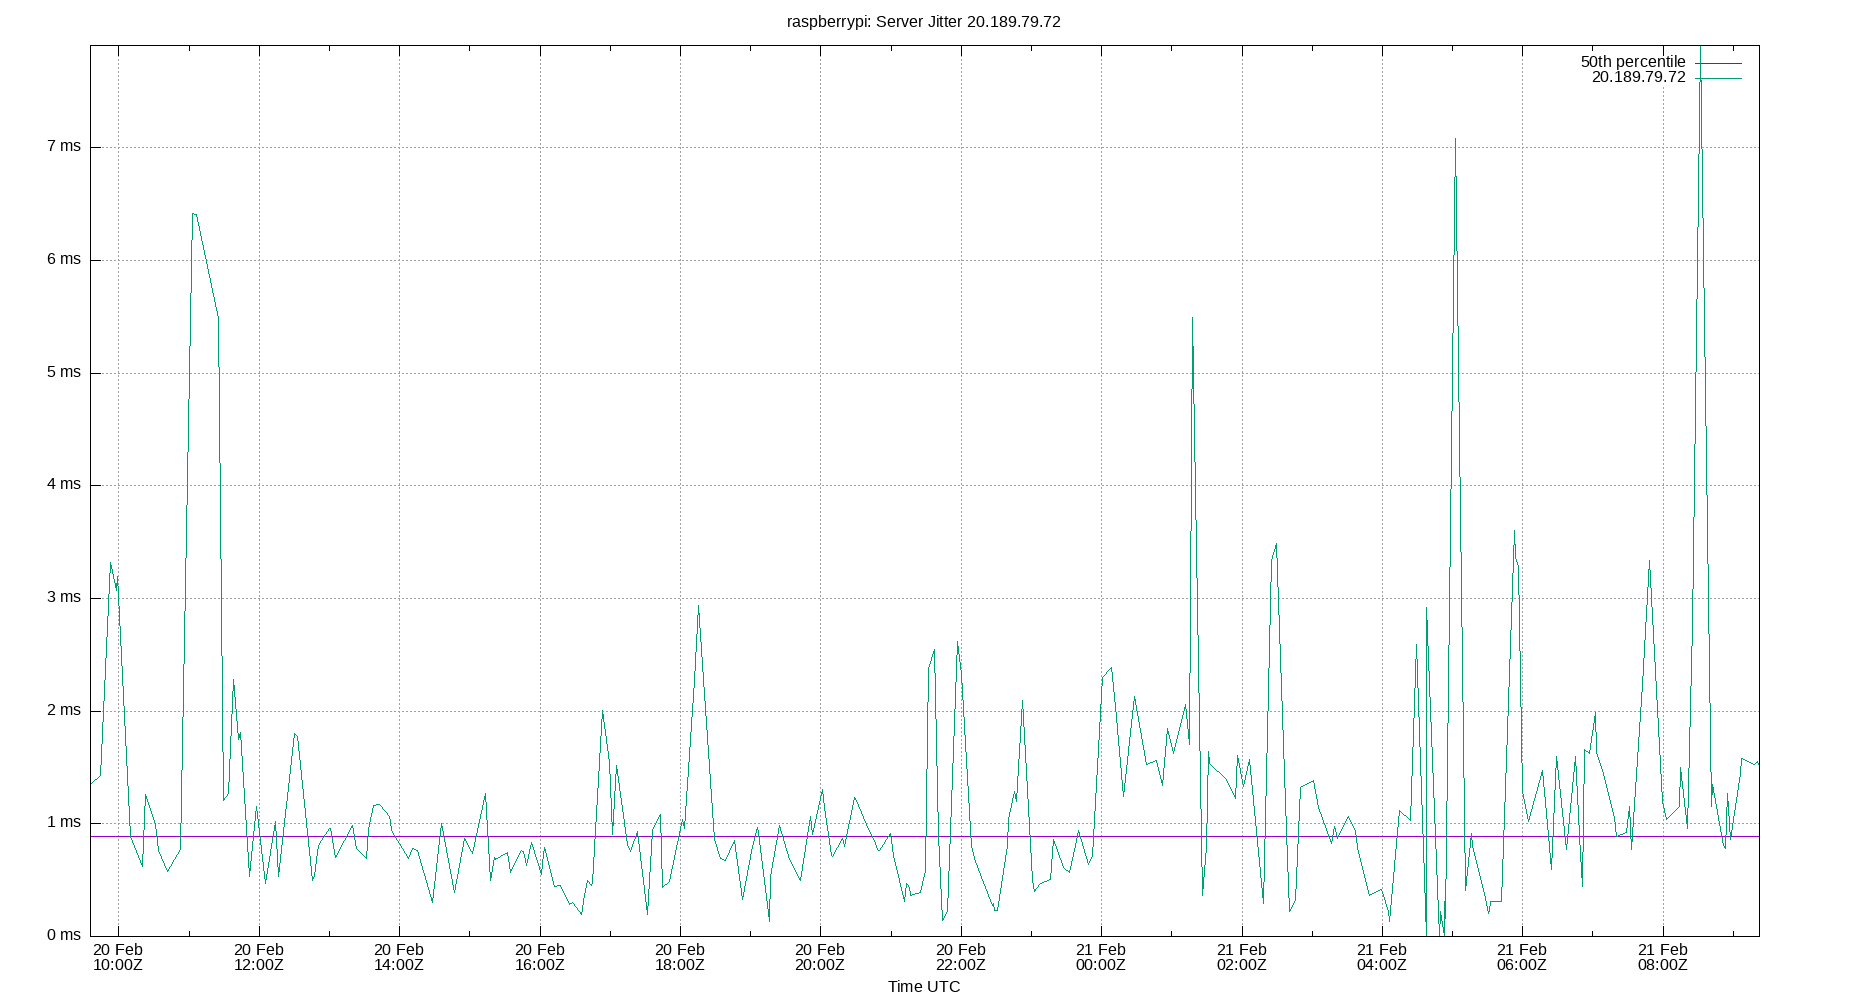 raspberrypi: Server Jitter 20.189.79.72
50th percentile
20.189.79.72
7 ms
6 ms
5 ms
4 ms
3 ms
2 ms
1 ms
0 ms
20 Feb 20 Feb 20 Feb 20 Feb 20 Feb 20 Feb 20 Feb 21 Feb 21 Feb 21 Feb 21 Feb 21 Feb
10:00Z 12:00Z 14:00Z 16:00Z 18:00Z 20:00Z 22:00Z 00:00Z 02:00Z 04:00Z 06:00Z 08:00Z
Time UTC